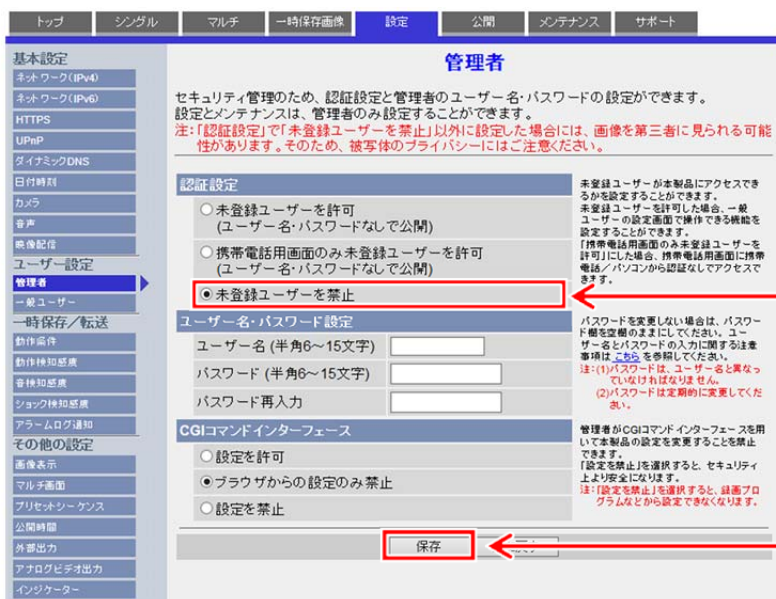 トップ
シングル
マルチ
一時保存画像
設定
公開
メンテナンス
サポート
基本設定
ネットワーク(IPv4)
ネットワーク(IPv6)
HTTPS
UPnP
ダイナミックDNS
日付時刻
カメラ
音声
映像配信
ユーザー設定
管理者
一般ユーザー
一時保存／転送
動作条件
動作検知感度
音検知感度
ショック検知感度
アラームログ通知
その他の設定
画像表示
マルチ画面
プリセットシーケンス
公開時間
外部出力
アナログビデオ出力
インジケーター
管理者
セキュリティ管理のため、認証設定と管理者のユーザー名・パスワードの設定ができます。
設定とメンテナンスは、管理者のみ設定することができます。
注：「認証設定」で「未登録ユーザーを禁止」以外に設定した場合には、画像を第三者に見られる可能
性があります。そのため、被写体のプライバシーにはご注意ください。
認証設定
未登録ユーザーを許可
(ユーザー名・パスワードなしで公開)
携帯電話用画面のみ未登録ユーザーを許可
(ユーザー名・パスワードなしで公開)
未登録ユーザーを禁止
未登録ユーザーが本製品にアクセスでき
るかを設定することができます。
未登録ユーザーを許可した場合、一般
ユーザーの設定画面で操作できる機能を
設定することができます。
「携帯電話用画面のみ未登録ユーザーを
許可」にした場合、携帯電話用画面に携帯
電話／パソコンから認証なしでアクセスで
きます。
ユーザー名・パスワード設定
ユーザー名 (半角6～15文字)
パスワード (半角6～15文字)
パスワード再入力
パスワードを変更しない場合は、パスワー
ド欄を空欄のままにしてください。ユー
ザー名とパスワードの入力に関する注意
事項は こちら を参照してください。
注：(1)パスワードは、ユーザー名と異なっ
ていなければなりません。
(2)パスワードは定期的に変更してくだ
さい。
CGIコマンドインターフェース
設定を許可
ブラウザからの設定のみ禁止
設定を禁止
管理者がCGIコマンドインターフェースを用
いて本製品の設定を変更することを禁止
できます。
「設定を禁止」を選択すると、セキュリティ
上より安全になります。
注：「設定を禁止」を選択すると、録画プロ
グラムなどから設定できなくなります。
保存